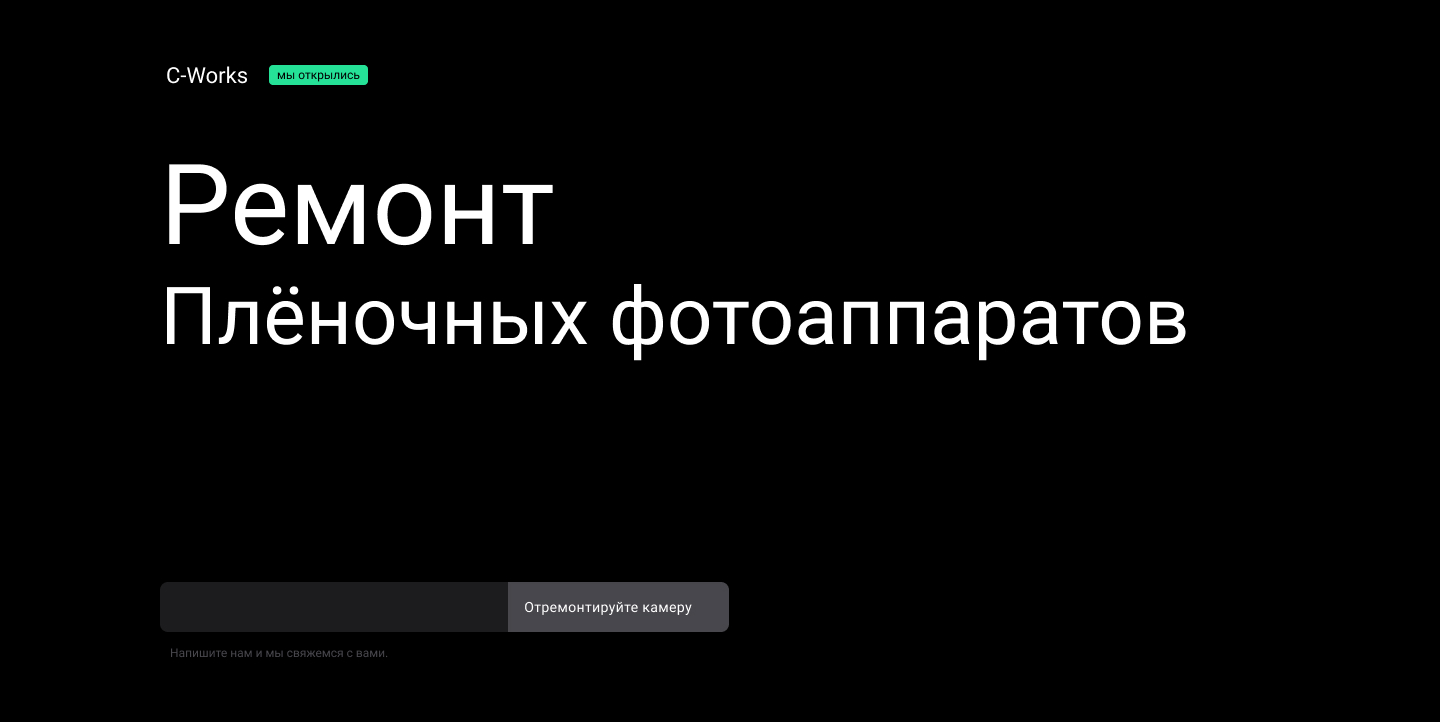 C-Works мы открылись
Ремонт
Плёночных фотоаппаратов
Отремонтируйте камеру
Напишите нам и мы свяжемся с вами.